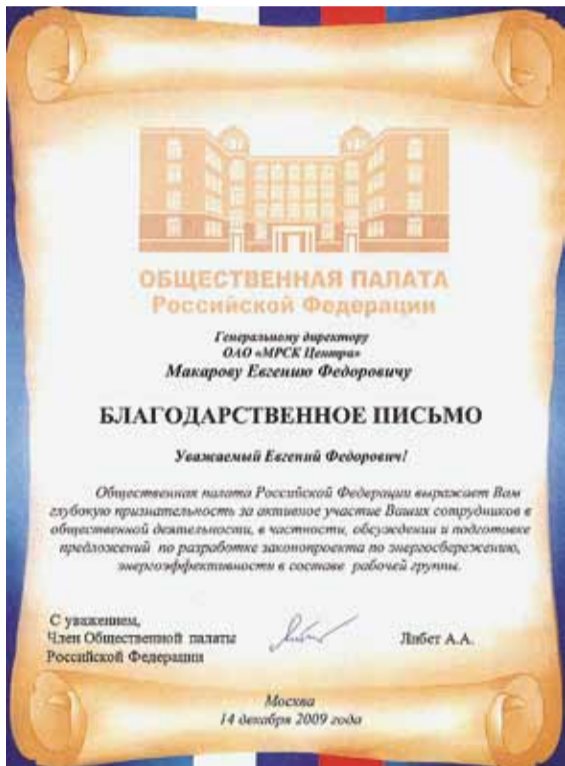 ОБЩЕСТВЕННАЯ ПАЛАТА
Российской Федерации
Генеральному директору
ОАО «МРСК Центра»
Макарову Евгению Федоровичу
БЛАГОДАРСТВЕННОЕ ПИСЬМО
Уважаемый Евгений Федорович!
Общественная палата Российской Федерации выражает Вам
глубокую признательность за активное участие Ваших сотрудников в
общественной деятельности, в частности, обсуждении и подготовке
предложений по разработке законопроекта по энергосбережению,
энергоэффективности в составе рабочей группы.
С уважением,
Член Общественной палаты
Российской Федерации
Либет А.А.
Москва
14 декабря 2009 года